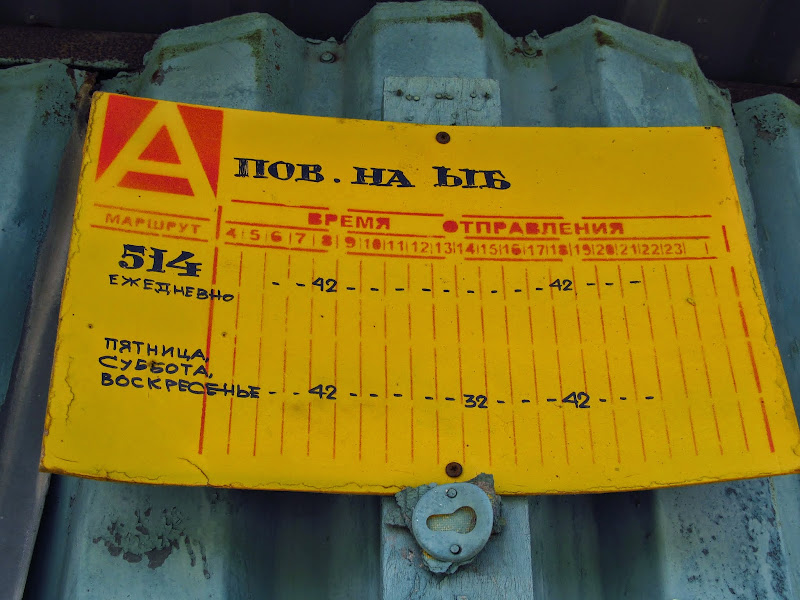 А
ПОВ. НА ЫБ
ВРЕМЯ ОТПРАВЛЕНИЯ
МАРШРУТ
4 5 6 7 8 9 10 11 12 13 14 15 16 17 18 19 20 21 22 23
514
ЕЖЕДНЕВНО
- - 42 - - - - - - - - - 42 - - -
ПЯТНИЦА,
СУББОТА,
ВОСКРЕСЕНЬЕ - - 42 - - - - - 32 - - - 42 - - -